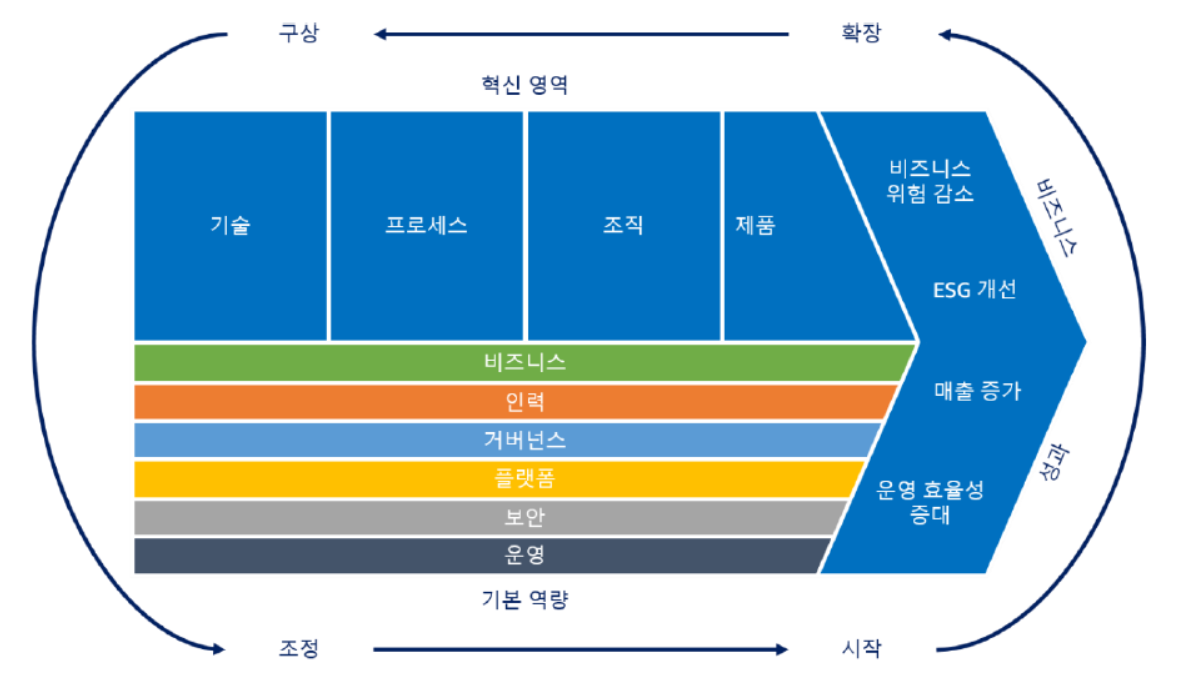 구상
확장
혁신 영역
기술
프로세스
조직
제품
비즈니스
위험 감소
ESG 개선
매출 증가
운영 효율성
증대
비즈니스
성과
비즈니스
인력
거버넌스
플랫폼
보안
운영
기본 역량
조정
시작